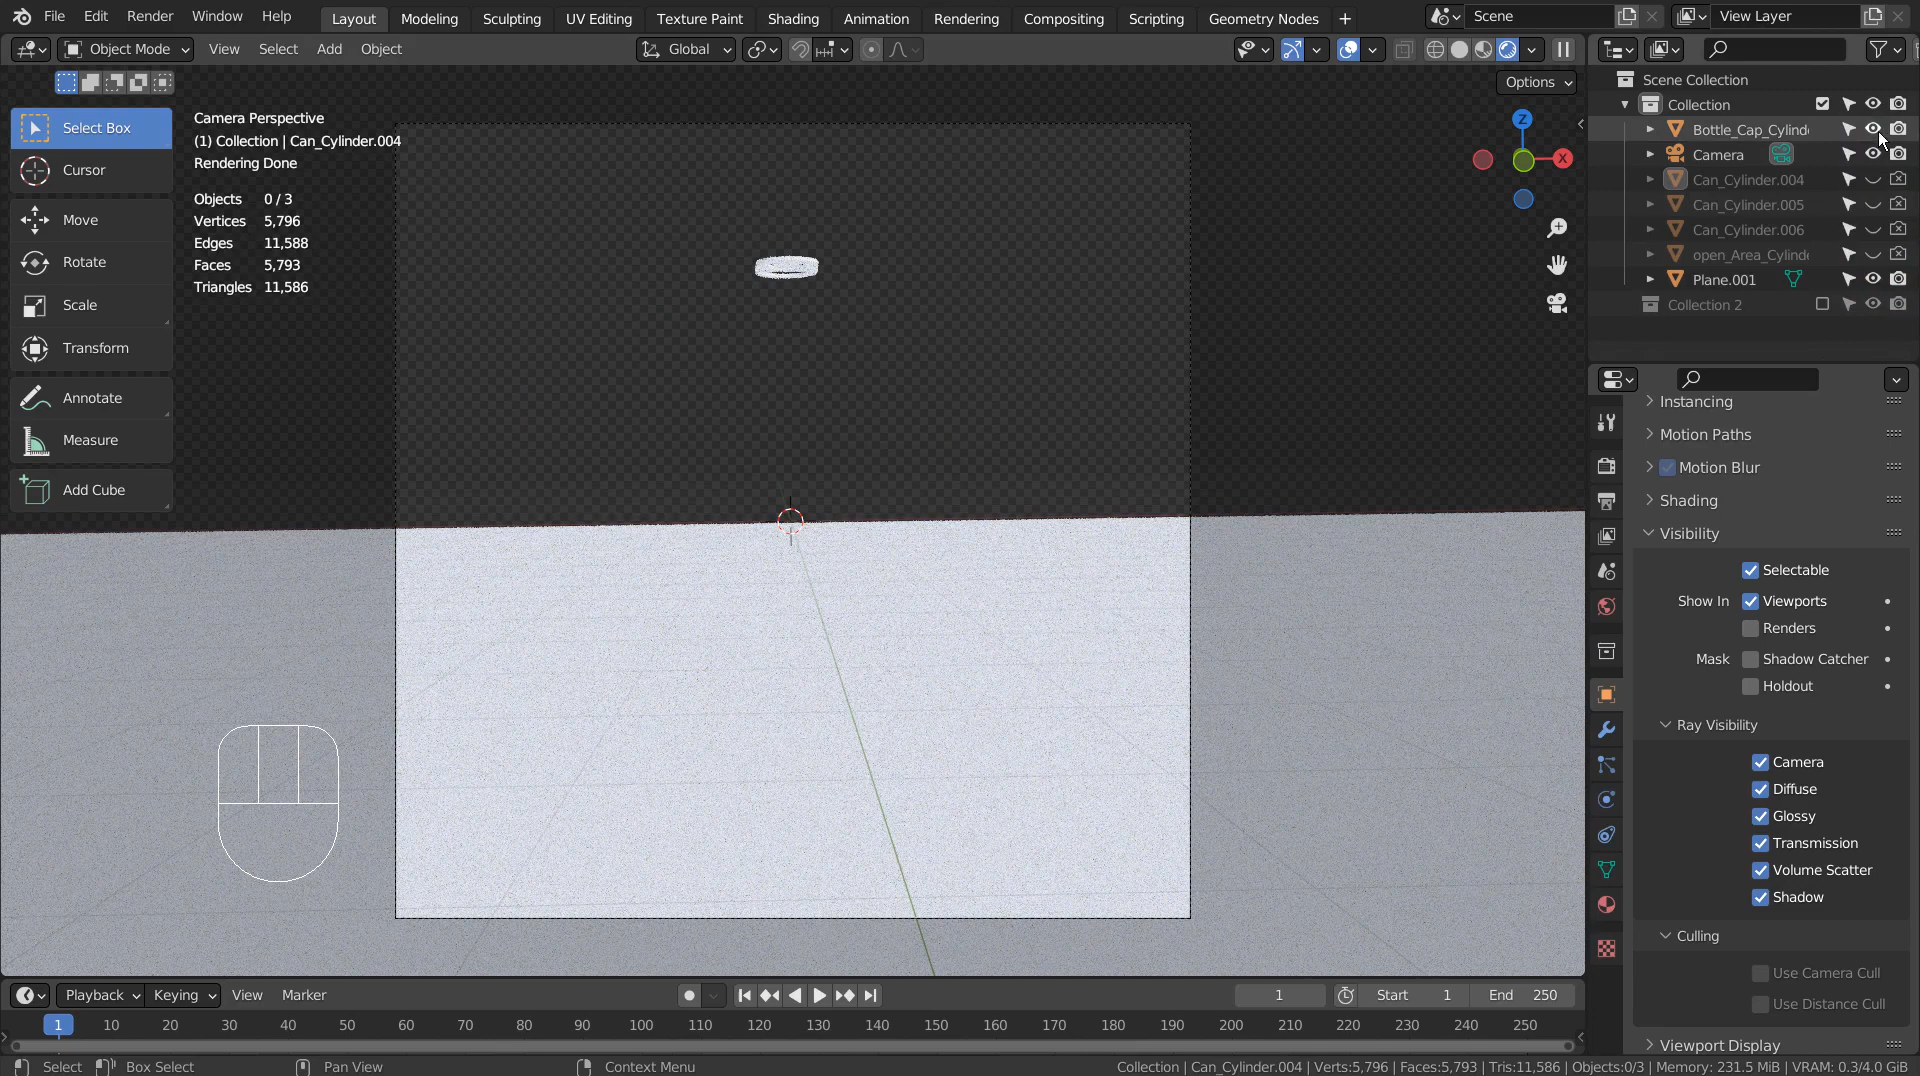 File Edit Render Window Help Layout Modeling Sculpting UV Editing Texture Paint Shading Animation Rendering Compositing Scripting Geometry Nodes + Scene View Layer
Object Mode View Select Add Object Global
Options
Scene Collection
Collection
Bottle_Cap_Cylind
Camera
Can_Cylinder.004
Can_Cylinder.005
Can_Cylinder.006
open_Area_Cylinde
Plane.001
Collection 2
Select Box
Cursor
Move
Rotate
Scale
Transform
Annotate
Measure
Add Cube
Camera Perspective
(1) Collection | Can_Cylinder.004
Rendering Done
Objects 0 / 3
Vertices 5,796
Edges 11,588
Faces 5,793
Triangles 11,586
Z
X
Instancing
Motion Paths
Motion Blur
Shading
Visibility
Selectable
Show In Viewports
Renders
Mask Shadow Catcher
Holdout
Ray Visibility
Camera
Diffuse
Glossy
Transmission
Volume Scatter
Shadow
Culling
Use Camera Cull
Use Distance Cull
Viewport Display
Playback Keying View Marker 1 Start 1 End 250
1 10 20 30 40 50 60 70 80 90 100 110 120 130 140 150 160 170 180 190 200 210 220 230 240 250
Select Box Select Pan View Context Menu Collection | Can_Cylinder.004 | Verts:5,796 | Faces:5,793 | Tris:11,586 | Objects:0/3 | Memory: 231.5 MiB | VRAM: 0.3/4.0 GiB